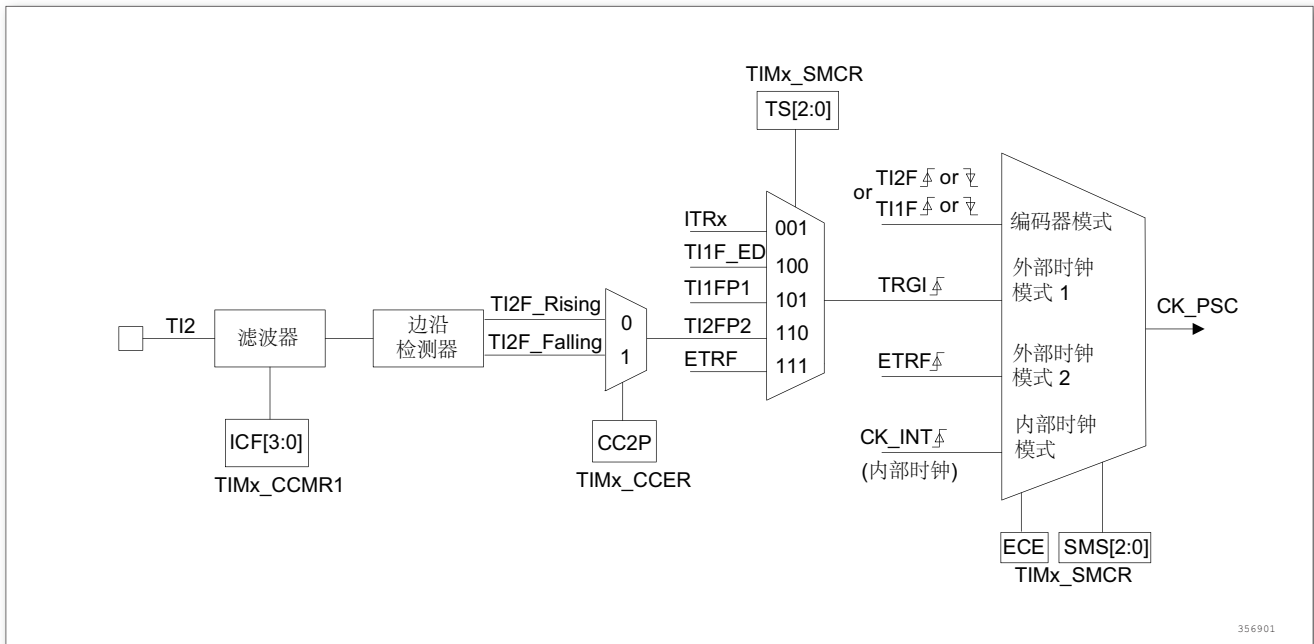 TIMx_SMCR
TS[2:0]
TI2F or
or TI1F or
ITRx
001
编码器模式
TI1F_ED
100
外部时钟
模式 1
TI2F_Rising
TI1FP1
101
TRGI
CK_PSC
TI2
滤波器
边沿
检测器
0
TI2FP2
110
TI2F_Falling
1
ETRF
111
ETRF
外部时钟
模式 2
ICF[3:0]
TIMx_CCMR1
CC2P
TIMx_CCER
CK_INT
(内部时钟)
内部时钟
模式
ECE
SMS[2:0]
TIMx_SMCR
356901